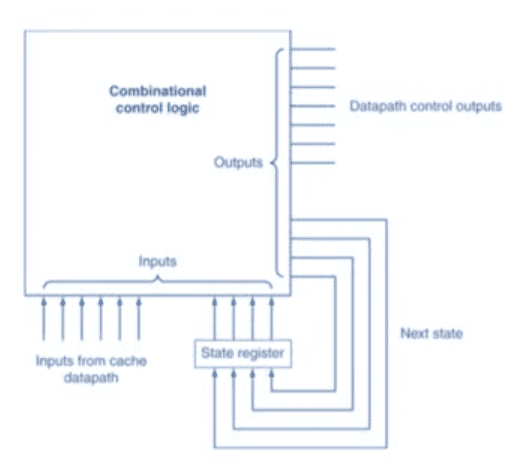 Combinational
control logic
Datapath control outputs
Outputs
Inputs
Inputs from cache
datapath
State register
Next state